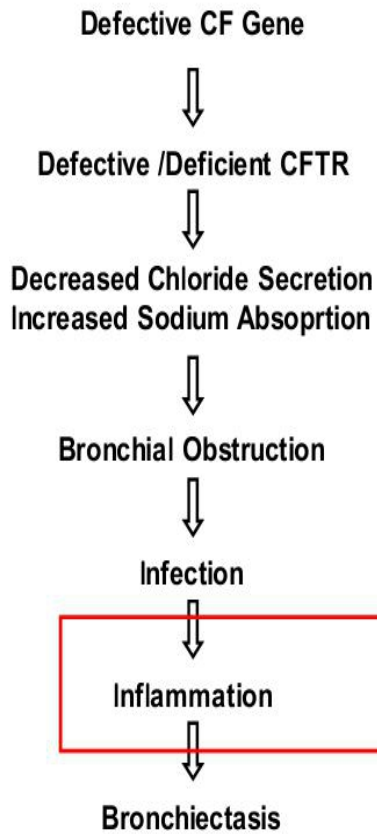 Defective CF Gene
Defective /Deficient CFTR
Decreased Chloride Secretion
Increased Sodium Absoprtion
Bronchial Obstruction
Infection
Inflammation
Bronchiectasis